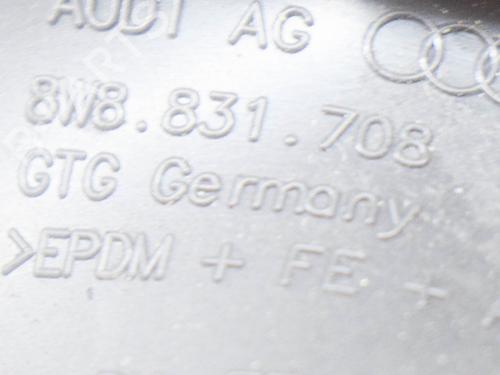 AUDI AG
8W8.831.708
GTG Germany
>EPDM + FE +